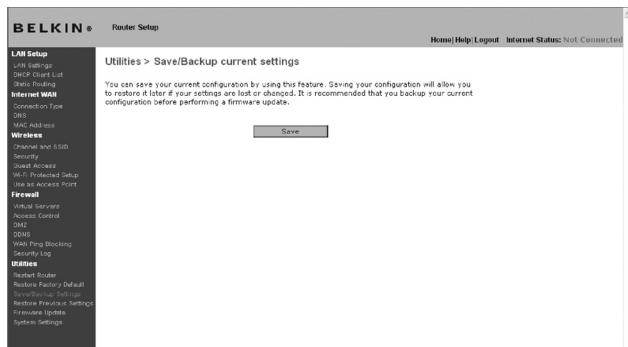 BELKIN®
Router Setup
Home|Help|Logout Internet Status: Not Connected
LAN Setup
LAN Settings
DHCP Client List
Static Routing
Internet WAN
Connection Type
DNS
MAC Address
Wireless
Channel and SSID
Security
Guest Access
Wi-Fi Protected Setup
Use as Access Point
Firewall
Virtual Servers
Access Control
DMZ
DDNS
WAN Ping Blocking
Security Log
Utilities
Restart Router
Restore Factory Default
Save/Backup Settings
Restore Previous Settings
Firmware Update
System Settings
Utilities > Save/Backup current settings
You can save your current configuration by using this feature. Saving your configuration will allow you
to restore it later if your settings are lost or changed. It is recommended that you backup your current
configuration before performing a firmware update.
Save